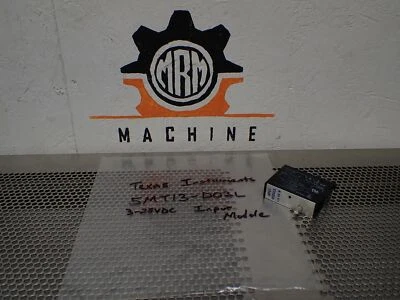 MRM
MACHINE
Texas Instruments
5MT13-D03L
3-28VDC Input
Module